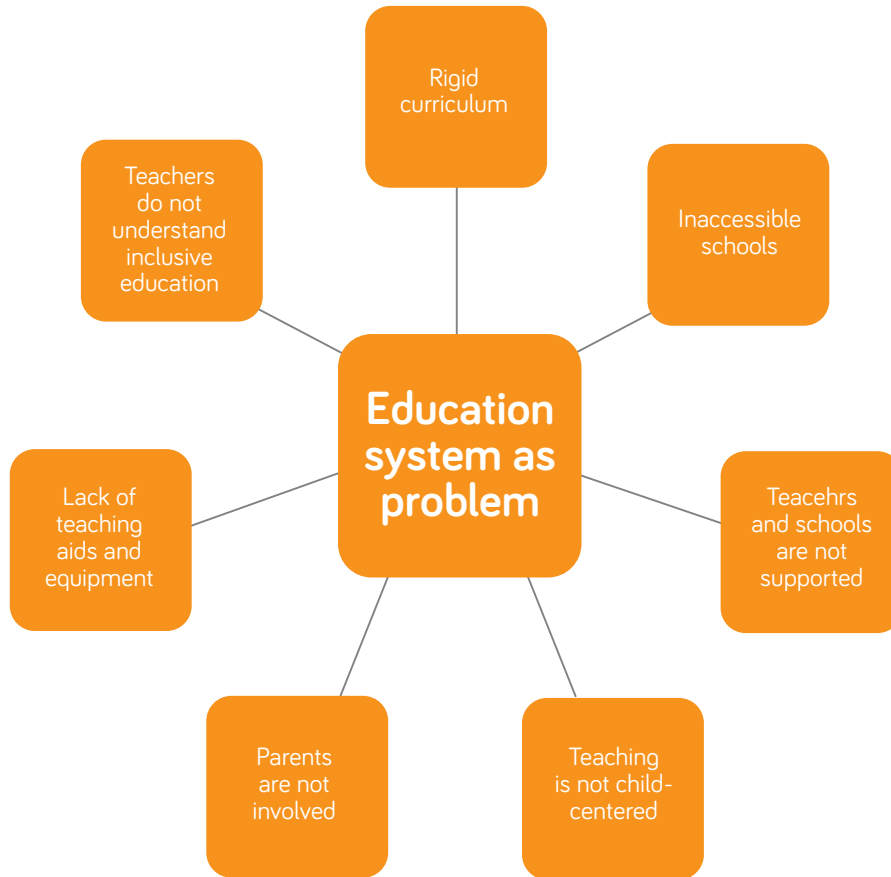 Rigid
curriculum
Teachers
do not
understand
inclusive
education
Inaccessible
schools
Education
system as
problem
Lack of
teaching
aids and
equipment
Teacehrs
and schools
are not
supported
Parents
are not
involved
Teaching
is not child-
centered